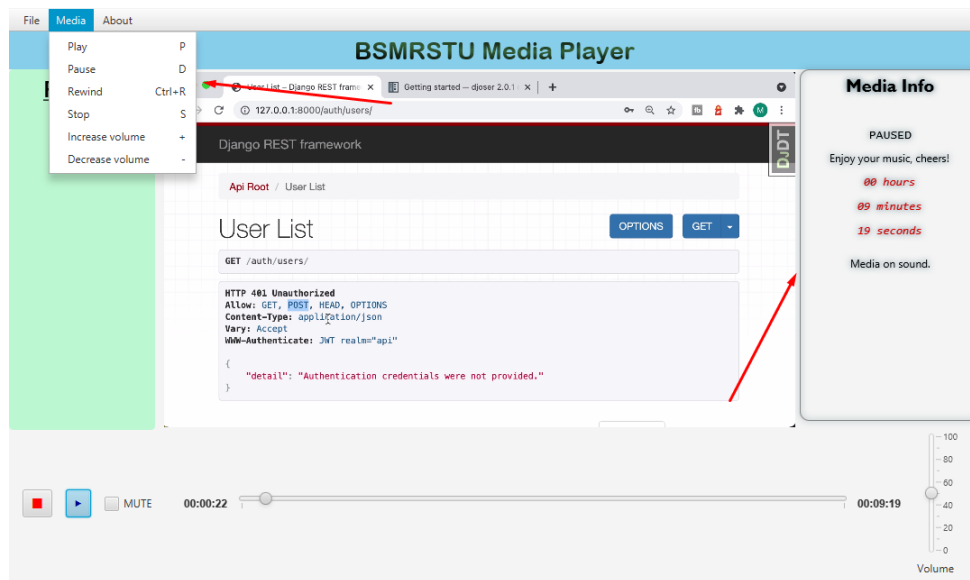 File Media About
BSMRSTU Media Player
Play P
Pause D
Rewind Ctrl+R
Stop S
Increase volume +
Decrease volume -
User List – Django REST frame
Getting started — djoser 2.0.1
127.0.0.1:8000/auth/users/
M
Django REST framework
DjDT
Api Root / User List
User List
OPTIONS GET
GET /auth/users/
HTTP 401 Unauthorized
Allow: GET, POST, HEAD, OPTIONS
Content-Type: application/json
Vary: Accept
WWW-Authenticate: JWT realm="api"
{
"detail": "Authentication credentials were not provided."
}
Media Info
PAUSED
Enjoy your music, cheers!
00 hours
09 minutes
19 seconds
Media on sound.
MUTE 00:00:22 00:09:19
100
80
60
40
20
0
Volume